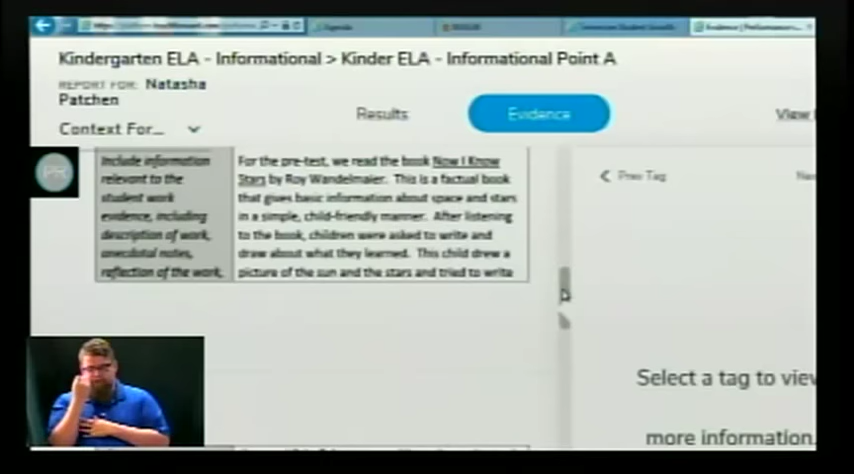 Kindergarten ELA - Informational > Kinder ELA - Informational Point A
REPORT FOR: Natasha
Patchen
Context For...
Results
Evidence
View
PR
Include information
relevant to the
student work
evidence, including
description of work,
anecdotal notes,
reflection of the work,
For the pre-test, we read the book Now I Know
Stars by Roy Wandelmaier. This is a factual book
that gives basic information about space and stars
in a simple, child-friendly manner. After listening
to the book, children were asked to write and
draw about what they learned. This child drew a
picture of the sun and the stars and tried to write
Prev Tag
Select a tag to view
more information.